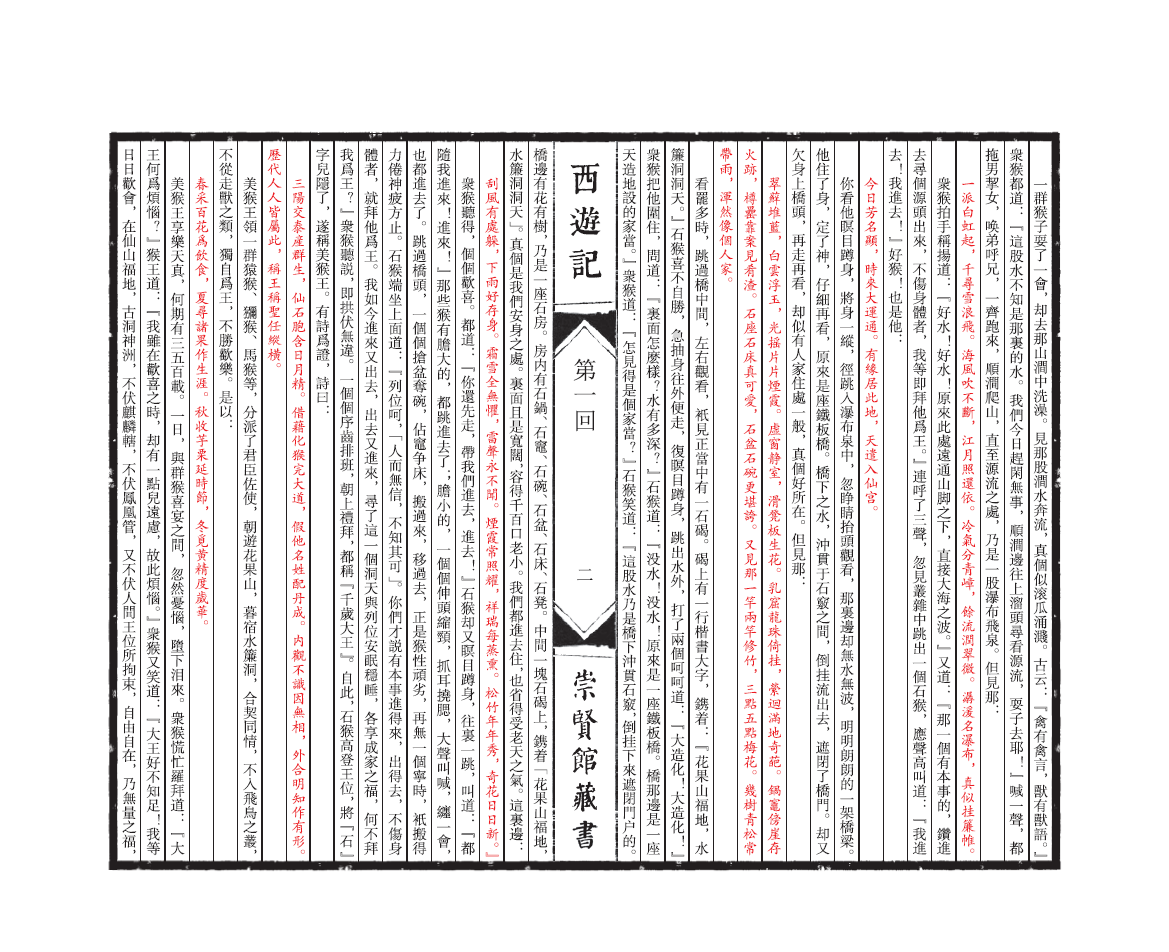 一群猴子耍了一會，却去那山澗中洗澡。見那股澗水奔流，真個似滚瓜涌濺。古云：『禽有禽言，獸有獸語。』
衆猴都道：『這股水不知是那裏的水。我們今日趕閑無事，順澗邊往上溜頭尋看源流，耍子去耶！』喊一聲，都
拖男挈女，唤弟呼兄，一齊跑來，順澗爬山，直至源流之處，乃是一股瀑布飛泉。但見那：
一派白虹起，千尋雪浪飛。海風吹不斷，江月照還依。冷氣分青嶂，餘流潤翠微。潺湲名瀑布，真似挂簾帷。
衆猴拍手稱揚道：『好水！好水！原來此處遠通山脚之下，直接大海之波。』又道：『那一個有本事的，鑽進
去尋個源頭出來，不傷身體者，我等即拜他爲王。』連呼了三聲，忽見叢雜中跳出一個石猴，應聲高叫道：『我進
去！我進去！』好猴！也是他：
今日芳名顯，時來大運通。有緣居此地，天遣入仙宫。
你看他瞑目蹲身，將身一縱，徑跳入瀑布泉中，忽睁睛抬頭觀看，那裏邊却無水無波，明明朗朗的一架橋梁。
他住了身，定了神，仔細再看，原來是座鐵板橋。橋下之水，沖貫于石竅之間，倒挂流出去，遮閉了橋門。却又
欠身上橋頭，再走再看，却似有人家住處一般，真個好所在。但見那：
翠蘚堆藍，白雲浮玉，光摇片片煙霞。虚窗静室，滑凳板生花。乳窟龍珠倚挂，縈迴滿地奇葩。鍋竈傍崖存
火跡，樽罍靠案見肴渣。石座石床真可愛，石盆石碗更堪誇。又見那一竿兩竿修竹，三點五點梅花。幾樹青松常
帶雨，渾然像個人家。
看罷多時，跳過橋中間，左右觀看，祇見正當中有一石碣。碣上有一行楷書大字，鎸着：『花果山福地，水
簾洞洞天。』石猴喜不自勝，急抽身往外便走，復瞑目蹲身，跳出水外，打了兩個呵呵道：『大造化！大造化！』
衆猴把他圍住，問道：『裏面怎麽樣？水有多深？』石猴道：『没水！没水！原來是一座鐵板橋。橋那邊是一座
天造地設的家當。』衆猴道：『怎見得是個家當？』石猴笑道：『這股水乃是橋下沖貫石竅，倒挂下來遮閉門户的。
西遊記
第一回
二
崇賢館藏書
橋邊有花有樹，乃是一座石房。房内有石鍋、石竈、石碗、石盆、石床、石凳。中間一塊石碣上，鎸着「花果山福地，
水簾洞洞天」。真個是我們安身之處。裏面且是寬闊，容得千百口老小。我們都進去住，也省得受老天之氣。這裏邊：
刮風有處躲，下雨好存身。霜雪全無懼，雷聲永不聞。煙霞常照耀，祥瑞每蒸熏。松竹年年秀，奇花日日新。』
衆猴聽得，個個歡喜。都道：『你還先走，帶我們進去，進去！』石猴却又瞑目蹲身，往裏一跳，叫道：『都
隨我進來！進來！』那些猴有膽大的，都跳進去了；膽小的，一個個伸頭縮頸，抓耳撓腮，大聲叫喊，纏一會，
也都進去了。跳過橋頭，一個個搶盆奪碗，佔竈争床，搬過來，移過去，正是猴性頑劣，再無一個寧時，祇搬得
力倦神疲方止。石猴端坐上面道：『列位呵，「人而無信，不知其可」。你們才説有本事進得來，出得去，不傷身
體者，就拜他爲王。我如今進來又出去，出去又進來，尋了這一個洞天與列位安眠穩睡，各享成家之福，何不拜
我爲王？』衆猴聽説，即拱伏無違。一個個序齒排班，朝上禮拜，都稱『千歲大王』。自此，石猴高登王位，將『石』
字兒隱了，遂稱美猴王。有詩爲證，詩曰：
三陽交泰産群生，仙石胞含日月精。借藉化猴完大道，假他名姓配丹成。内觀不識因無相，外合明知作有形。
歷代人人皆屬此，稱王稱聖任縱横。
美猴王領一群猿猴、獼猴、馬猴等，分派了君臣佐使，朝遊花果山，暮宿水簾洞，合契同情，不入飛鳥之叢，
不從走獸之類，獨自爲王，不勝歡樂。是以：
春采百花爲飲食，夏尋諸果作生涯。秋收芋栗延時節，冬覓黄精度歲華。
美猴王享樂天真，何期有三五百載。一日，與群猴喜宴之間，忽然憂惱，墮下泪來。衆猴慌忙羅拜道：『大
王何爲煩惱？』猴王道：『我雖在歡喜之時，却有一點兒遠慮，故此煩惱。』衆猴又笑道：『大王好不知足！我等
日日歡會，在仙山福地，古洞神洲，不伏麒麟轄，不伏鳳凰管，又不伏人間王位所拘束，自由自在，乃無量之福，